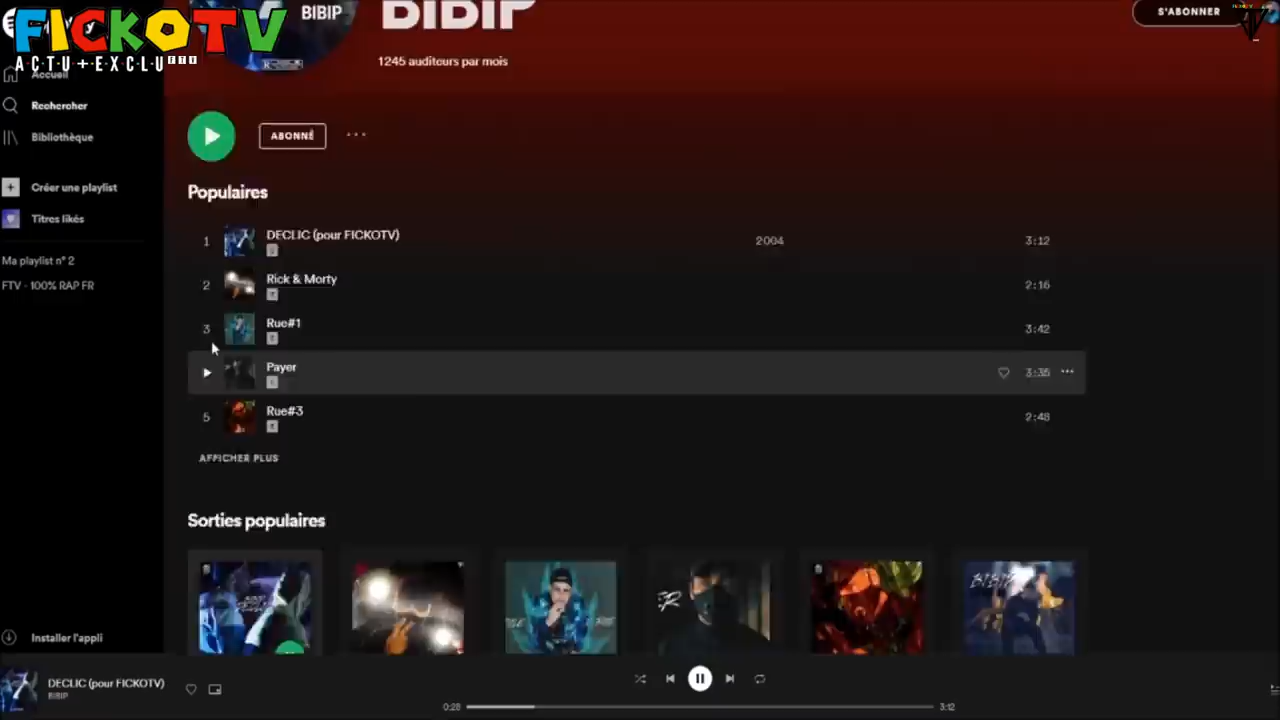 FICKOTV
ACTU+EXCLU
BIBIP
BIBIP
1245 auditeurs par mois
S'ABONNER
Accueil
Rechercher
Bibliothèque
Créer une playlist
Titres likés
Ma playlist n° 2
FTV - 100% RAP FR
Installer l'appli
ABONNÉ
Populaires
1 DECLIC (pour FICKOTV) 2004 3:12
2 Rick & Morty 2:16
3 Rue#1 3:42
Payer 3:35
5 Rue#3 2:48
AFFICHER PLUS
Sorties populaires
BIBIP
DECLIC (pour FICKOTV)
BIBIP
0:28
3:12